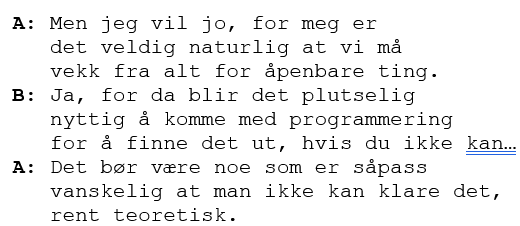 A: Men jeg vil jo, for meg er
det veldig naturlig at vi må
vekk fra alt for åpenbare ting.
B: Ja, for da blir det plutselig
nyttig å komme med programmering
for å finne det ut, hvis du ikke kan…
A: Det bør være noe som er såpass
vanskelig at man ikke kan klare det,
rent teoretisk.